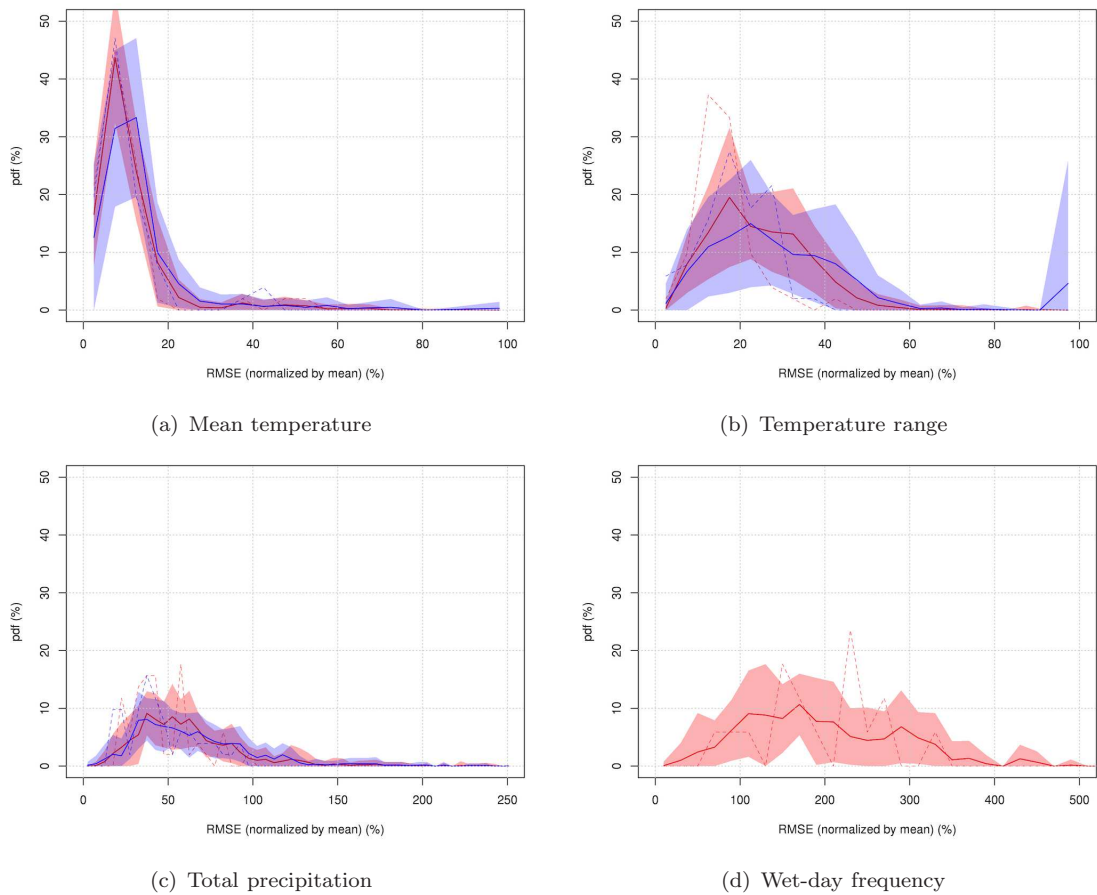 50
40
30
20
10
0
pdf (%)
0 20 40 60 80 100
RMSE (normalized by mean) (%)
(a) Mean temperature
50
40
30
20
10
0
pdf (%)
0 20 40 60 80 100
RMSE (normalized by mean) (%)
(b) Temperature range
50
40
30
20
10
0
pdf (%)
0 50 100 150 200 250
RMSE (normalized by mean) (%)
(c) Total precipitation
50
40
30
20
10
0
pdf (%)
0 100 200 300 400 500
RMSE (normalized by mean) (%)
(d) Wet-day frequency